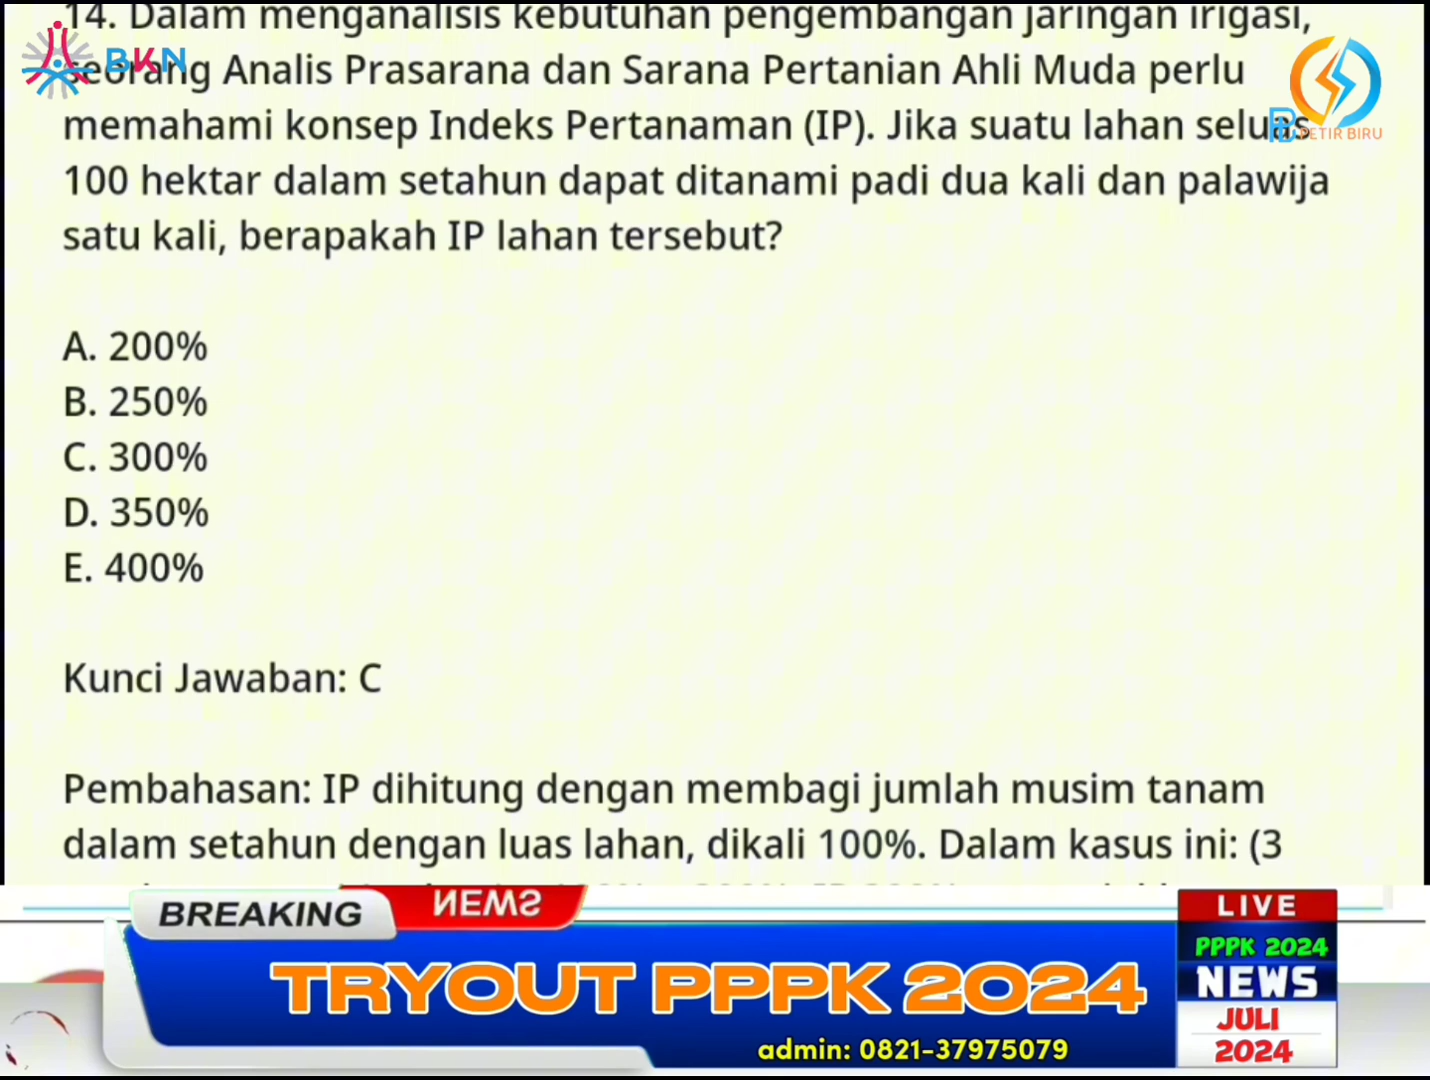 14. Dalam menganalisis kebutuhan pengembangan jaringan irigasi,
BKN
seorang Analis Prasarana dan Sarana Pertanian Ahli Muda perlu
memahami konsep Indeks Pertanaman (IP). Jika suatu lahan seluas
PETIR BIRU
100 hektar dalam setahun dapat ditanami padi dua kali dan palawija
satu kali, berapakah IP lahan tersebut?
A. 200%
B. 250%
C. 300%
D. 350%
E. 400%
Kunci Jawaban: C
Pembahasan: IP dihitung dengan membagi jumlah musim tanam
dalam setahun dengan luas lahan, dikali 100%. Dalam kasus ini: (3
BREAKING
NEWS
TRYOUT PPPK 2024
admin: 0821-37975079
LIVE
PPPK 2024
NEWS
JULI
2024